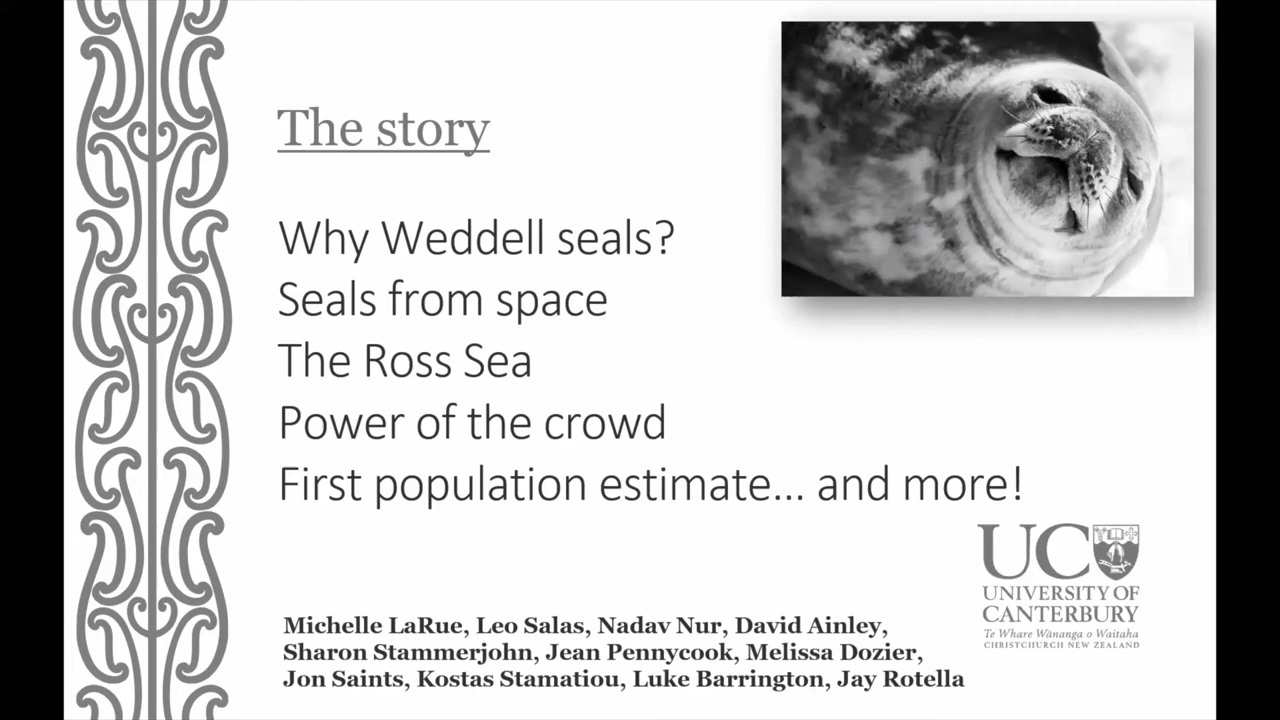 The story
Why Weddell seals?
Seals from space
The Ross Sea
Power of the crowd
First population estimate... and more!
UC
UNIVERSITY OF
CANTERBURY
Te Whare Wānanga o Waitaha
CHRISTCHURCH NEW ZEALAND
Michelle LaRue, Leo Salas, Nadav Nur, David Ainley,
Sharon Stammerjohn, Jean Pennycook, Melissa Dozier,
Jon Saints, Kostas Stamatiou, Luke Barrington, Jay Rotella